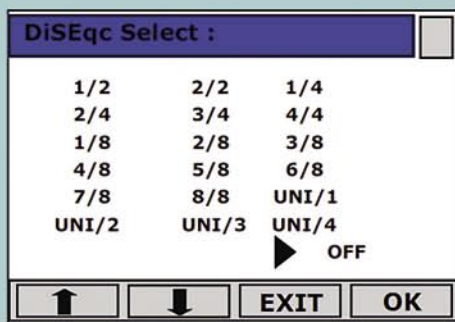 DiSEqc Select :
1/2 2/2 1/4
2/4 3/4 4/4
1/8 2/8 3/8
4/8 5/8 6/8
7/8 8/8 UNI/1
UNI/2 UNI/3 UNI/4
OFF
EXIT OK